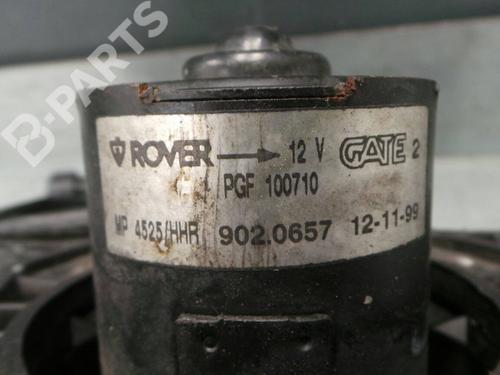 B-PARTS
ROVER 12 V GATE 2
PGF 100710
MP 4525/HHR 902.0657 12-11-99